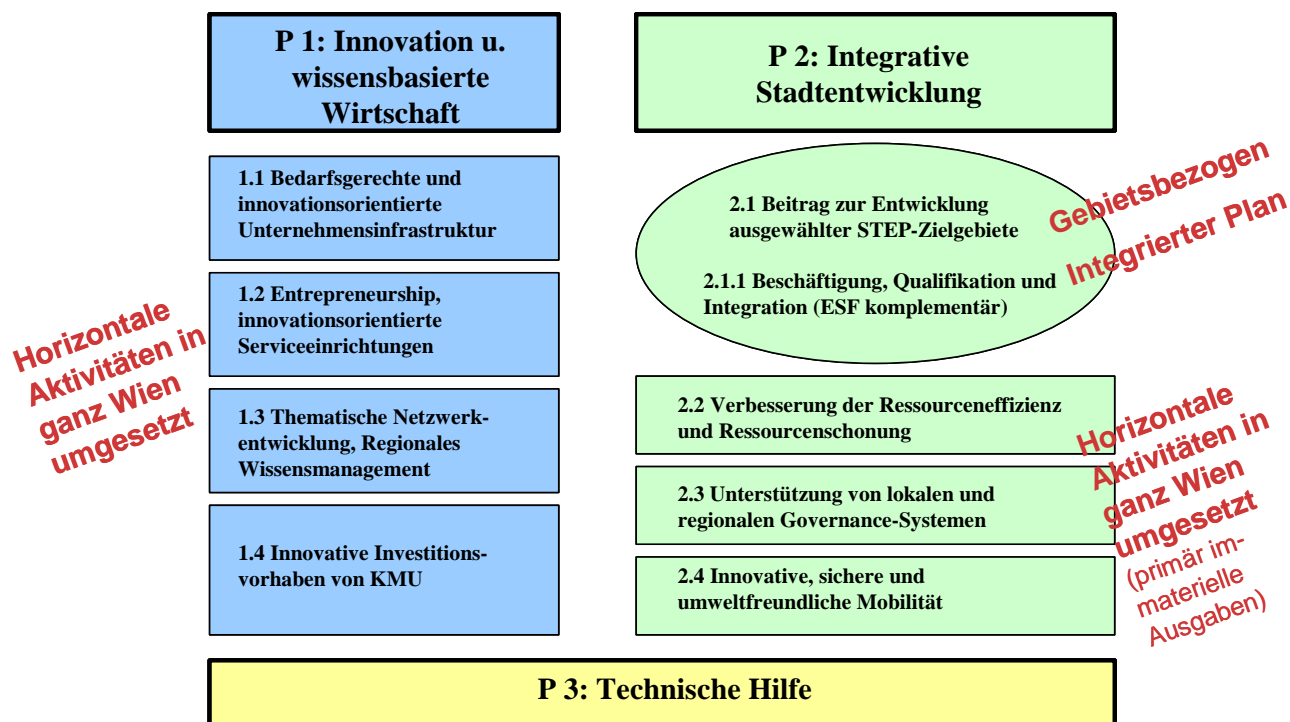 P 1: Innovation u.
wissensbasierte
Wirtschaft
1.1 Bedarfsgerechte und
innovationsorientierte
Unternehmensinfrastruktur
1.2 Entrepreneurship,
innovationsorientierte
Serviceeinrichtungen
1.3 Thematische Netzwerk-
entwicklung, Regionales
Wissensmanagement
1.4 Innovative Investitions-
vorhaben von KMU
Horizontale
Aktivitäten in
ganz Wien
umgesetzt
P 2: Integrative
Stadtentwicklung
2.1 Beitrag zur Entwicklung
ausgewählter STEP-Zielgebiete
2.1.1 Beschäftigung, Qualifikation und
Integration (ESF komplementär)
Gebietsbezogen
Integrierter Plan
2.2 Verbesserung der Ressourceneffizienz
und Ressourcenschonung
2.3 Unterstützung von lokalen und
regionalen Governance-Systemen
2.4 Innovative, sichere und
umweltfreundliche Mobilität
Horizontale
Aktivitäten in
ganz Wien
umgesetzt
(primär im-
materielle
Ausgaben)
P 3: Technische Hilfe